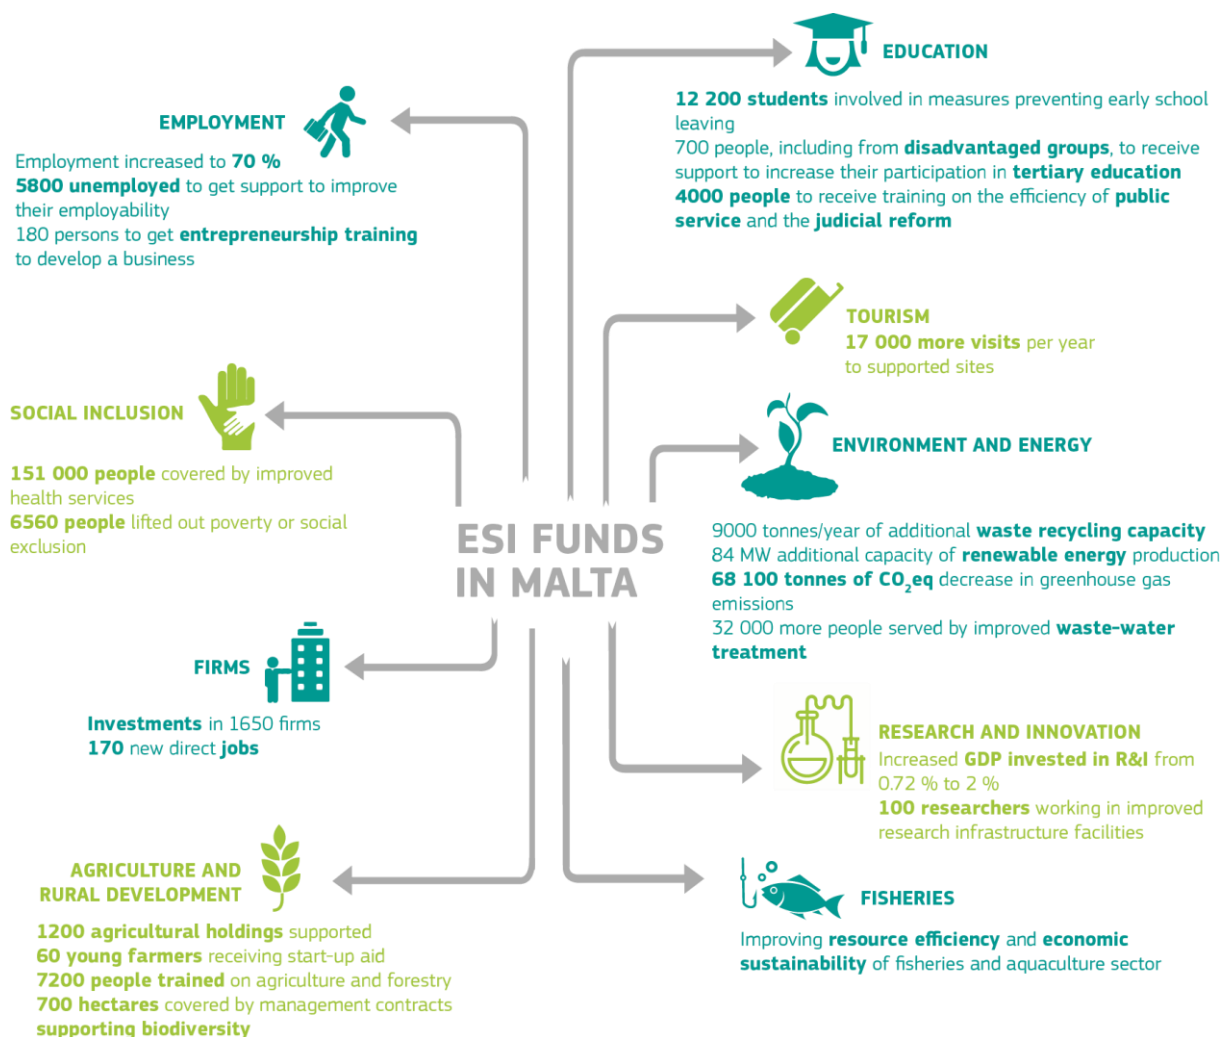 EDUCATION
12 200 students involved in measures preventing early school
leaving
700 people, including from disadvantaged groups, to receive
support to increase their participation in tertiary education
4000 people to receive training on the efficiency of public
service and the judicial reform
EMPLOYMENT
Employment increased to 70 %
5800 unemployed to get support to improve
their employability
180 persons to get entrepreneurship training
to develop a business
TOURISM
17 000 more visits per year
to supported sites
SOCIAL INCLUSION
151 000 people covered by improved
health services
6560 people lifted out poverty or social
exclusion
ENVIRONMENT AND ENERGY
9000 tonnes/year of additional waste recycling capacity
84 MW additional capacity of renewable energy production
68 100 tonnes of CO₂eq decrease in greenhouse gas
emissions
32 000 more people served by improved waste-water
treatment
ESI FUNDS
IN MALTA
FIRMS
Investments in 1650 firms
170 new direct jobs
RESEARCH AND INNOVATION
Increased GDP invested in R&I from
0.72 % to 2 %
100 researchers working in improved
research infrastructure facilities
AGRICULTURE AND
RURAL DEVELOPMENT
1200 agricultural holdings supported
60 young farmers receiving start-up aid
7200 people trained on agriculture and forestry
700 hectares covered by management contracts
supporting biodiversity
FISHERIES
Improving resource efficiency and economic
sustainability of fisheries and aquaculture sector